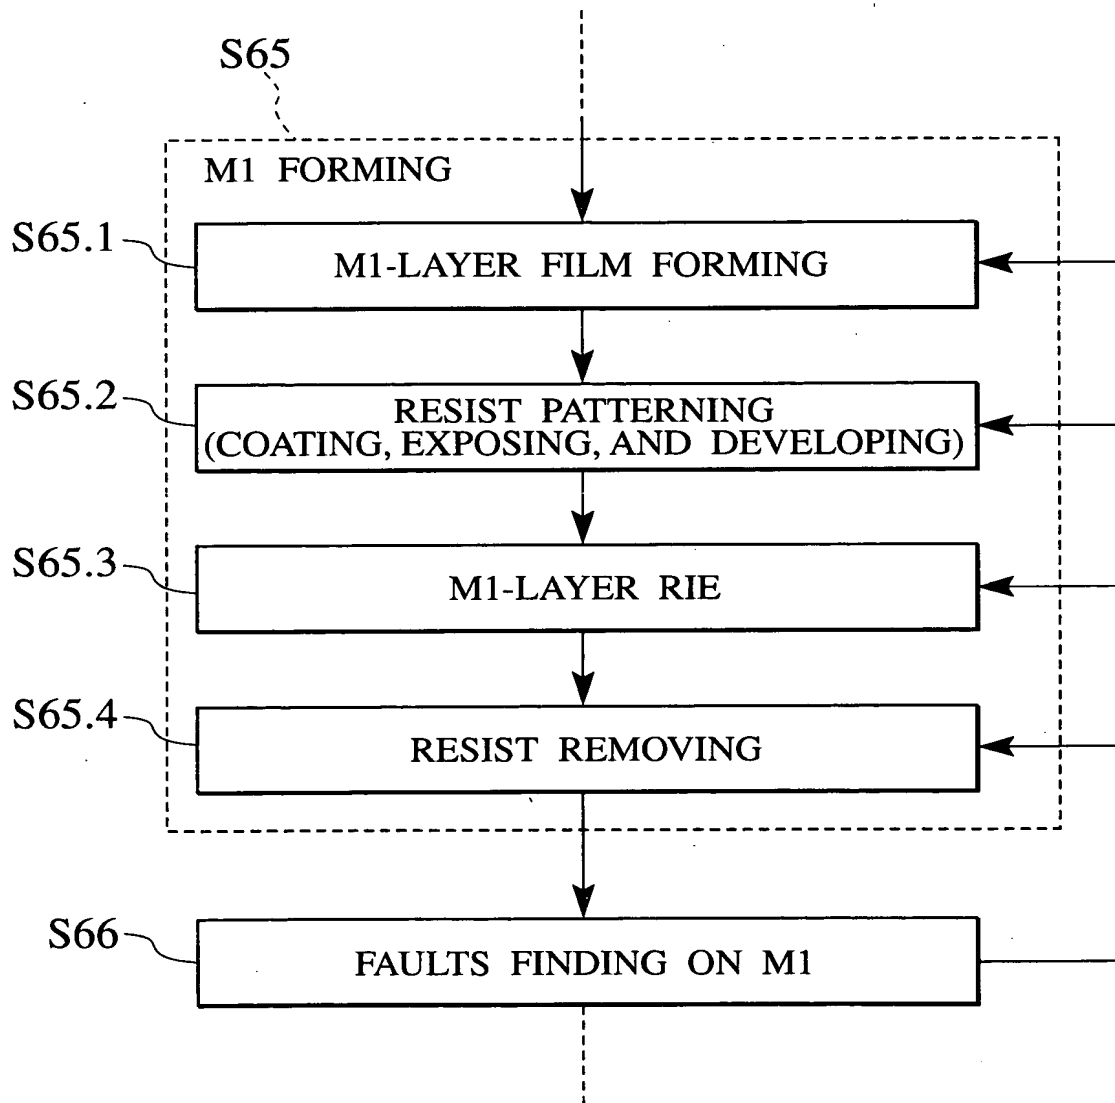 S65
M1 FORMING
S65.1
M1-LAYER FILM FORMING
S65.2
RESIST PATTERNING
(COATING, EXPOSING, AND DEVELOPING)
S65.3
M1-LAYER RIE
S65.4
RESIST REMOVING
S66
FAULTS FINDING ON M1